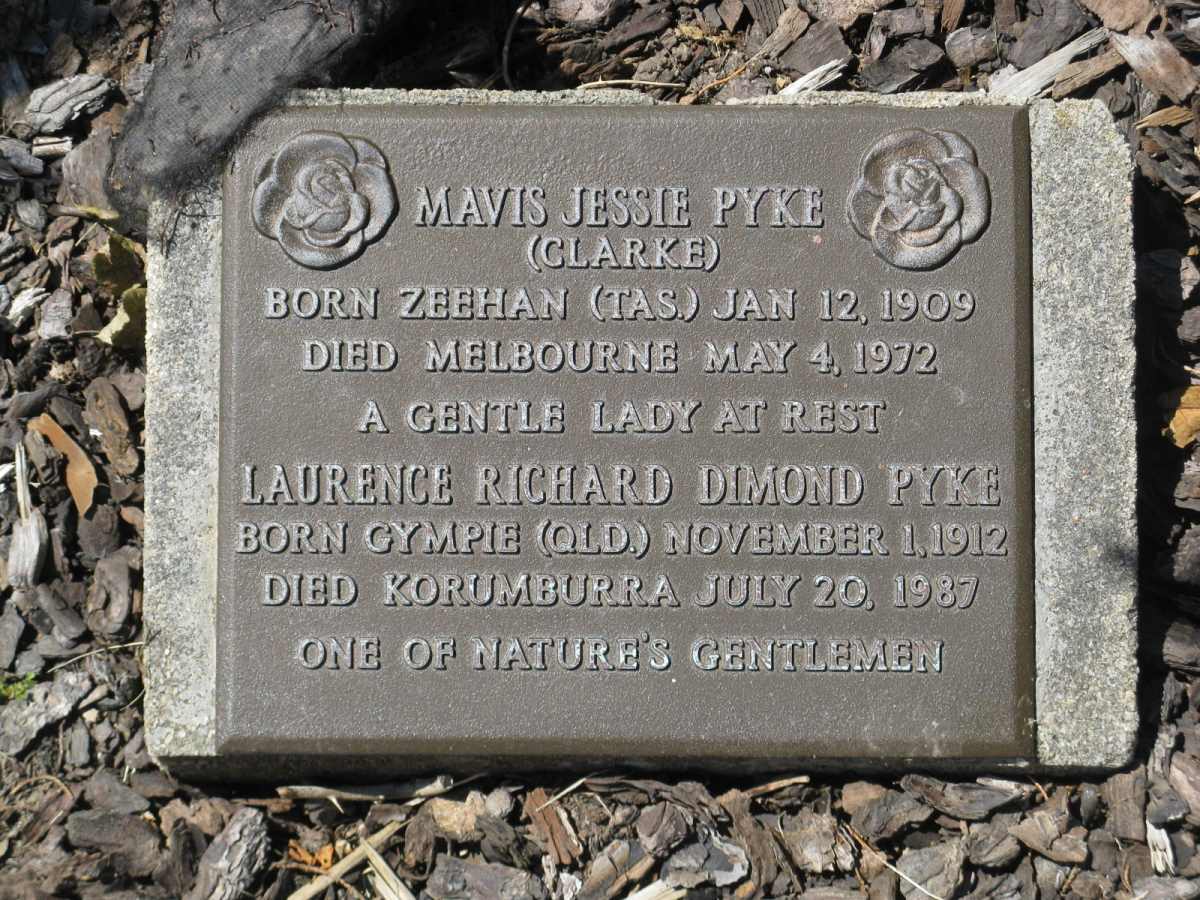 MAVIS JESSIE PYKE
(CLARKE)
BORN ZEEHAN (TAS.) JAN 12, 1909
DIED MELBOURNE MAY 4, 1972
A GENTLE LADY AT REST
LAURENCE RICHARD DIMOND PYKE
BORN GYMPIE (QLD.) NOVEMBER 1, 1912
DIED KORUMBURRA JULY 20, 1987
ONE OF NATURE'S GENTLEMEN